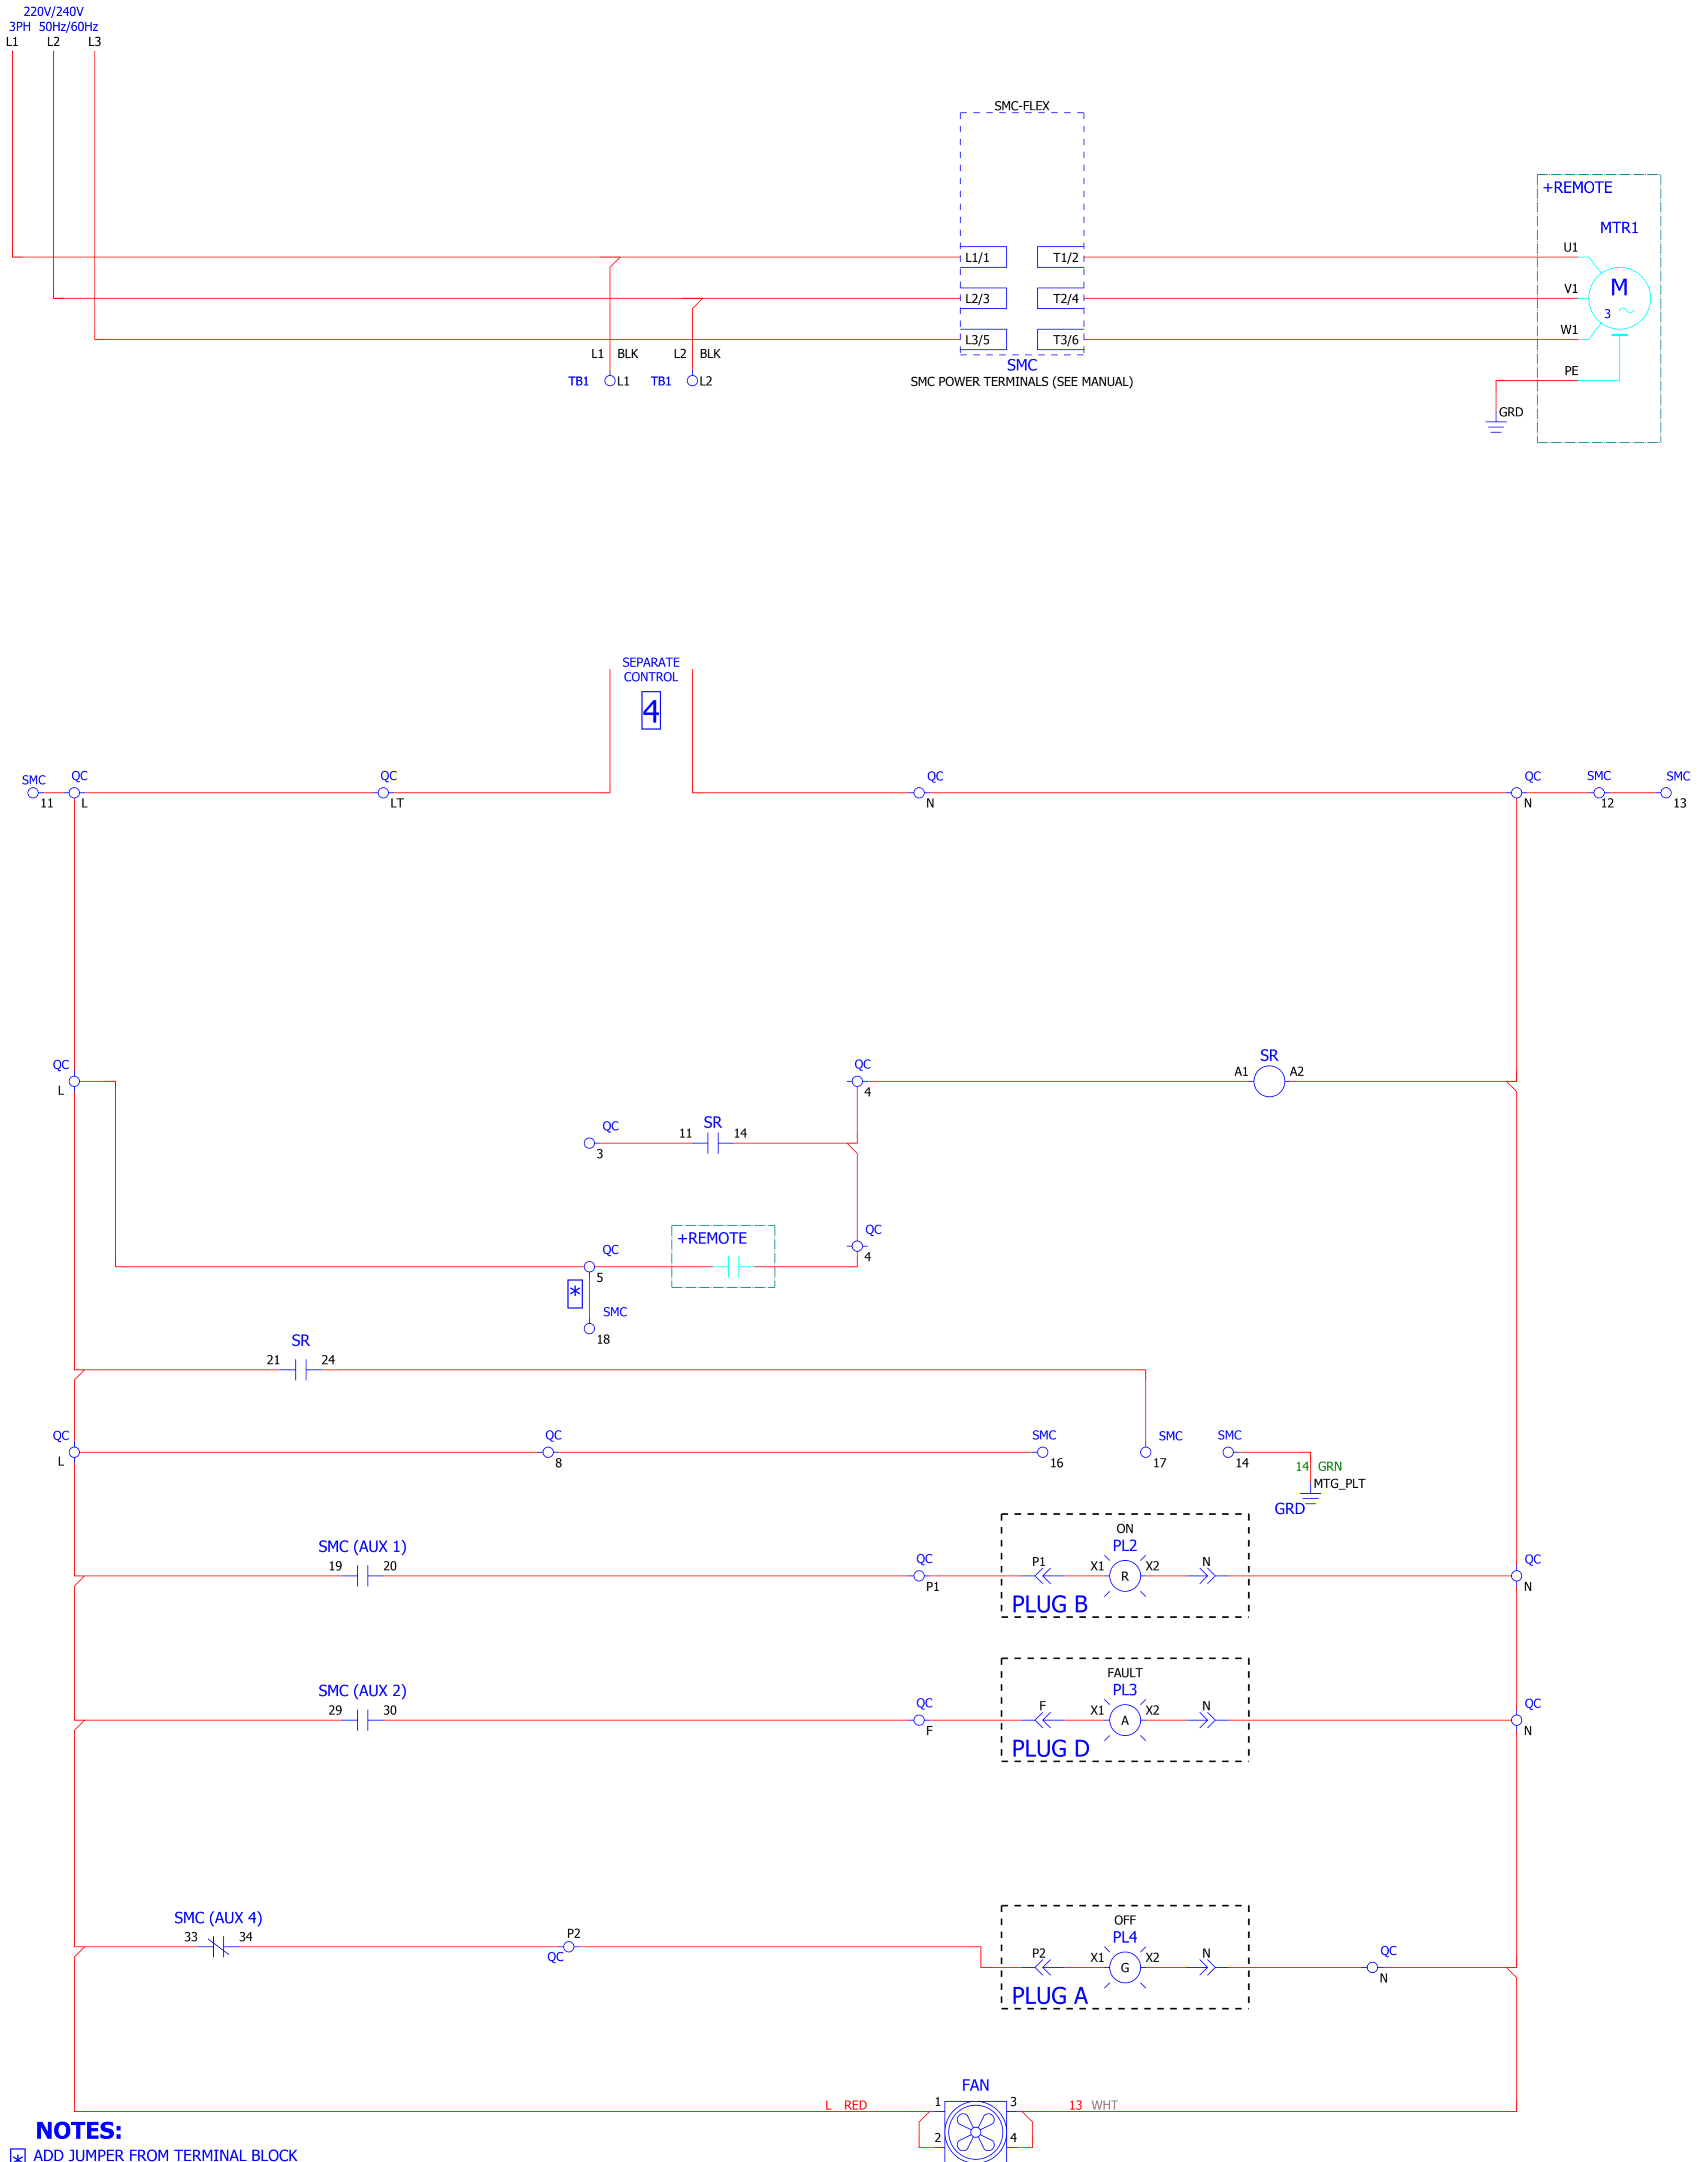 220V/240V
3PH 50Hz/60Hz
L1 L2 L3
SMC-FLEX
+REMOTE
MTR1
L1/1 T1/2 U1
L2/3 T2/4 V1
M
3
L3/5 T3/6 W1
L1 BLK L2 BLK
SMC
TB1 L1 TB1 L2
SMC POWER TERMINALS (SEE MANUAL)
PE
GRD
SEPARATE
CONTROL
4
SMC QC QC QC QC SMC SMC
11 L LT N N 12 13
QC QC SR
L 4 A1 A2
QC SR
3 11 14
QC
4
+REMOTE
QC
5
*
SMC
18
SR
21 24
QC QC SMC SMC SMC
L 8 16 17 14
14 GRN
MTG_PLT
GRD
ON
SMC (AUX 1) PL2
19 20 QC P1 X1 R X2 N QC
P1 N
PLUG B
FAULT
SMC (AUX 2) PL3
29 30 QC F X1 A X2 N QC
F N
PLUG D
SMC (AUX 4) OFF
33 34 P2 PL4
QC P2 X1 G X2 N QC
N
PLUG A
FAN
L RED 1 3 13 WHT
2 4
NOTES:
* ADD JUMPER FROM TERMINAL BLOCK